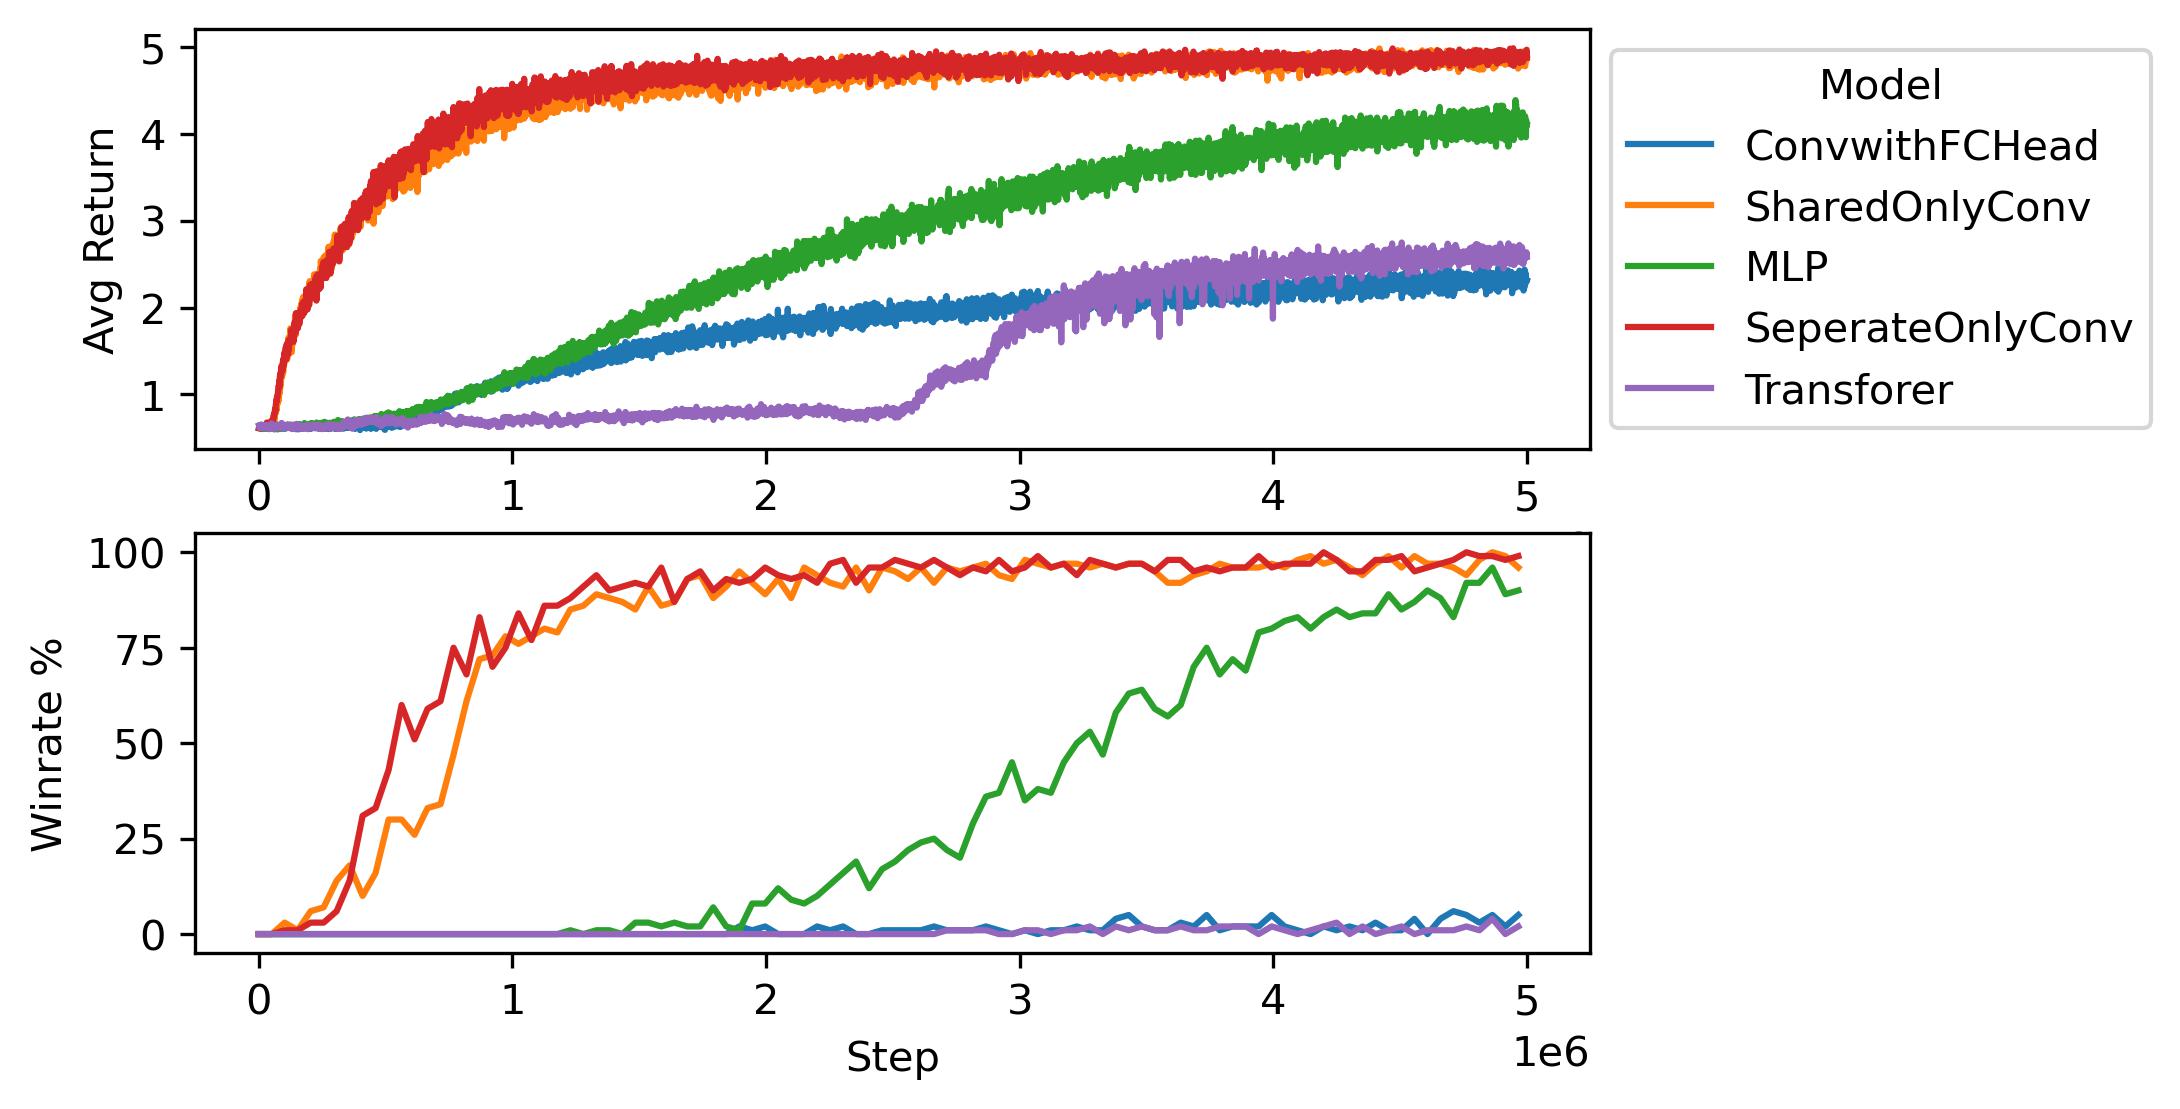 5
4
3
2
1
Avg Return
0 1 2 3 4 5
Model
ConvwithFCHead
SharedOnlyConv
MLP
SeperateOnlyConv
Transforer
100
75
50
25
0
Winrate %
0 1 2 3 4 5
Step
1e6